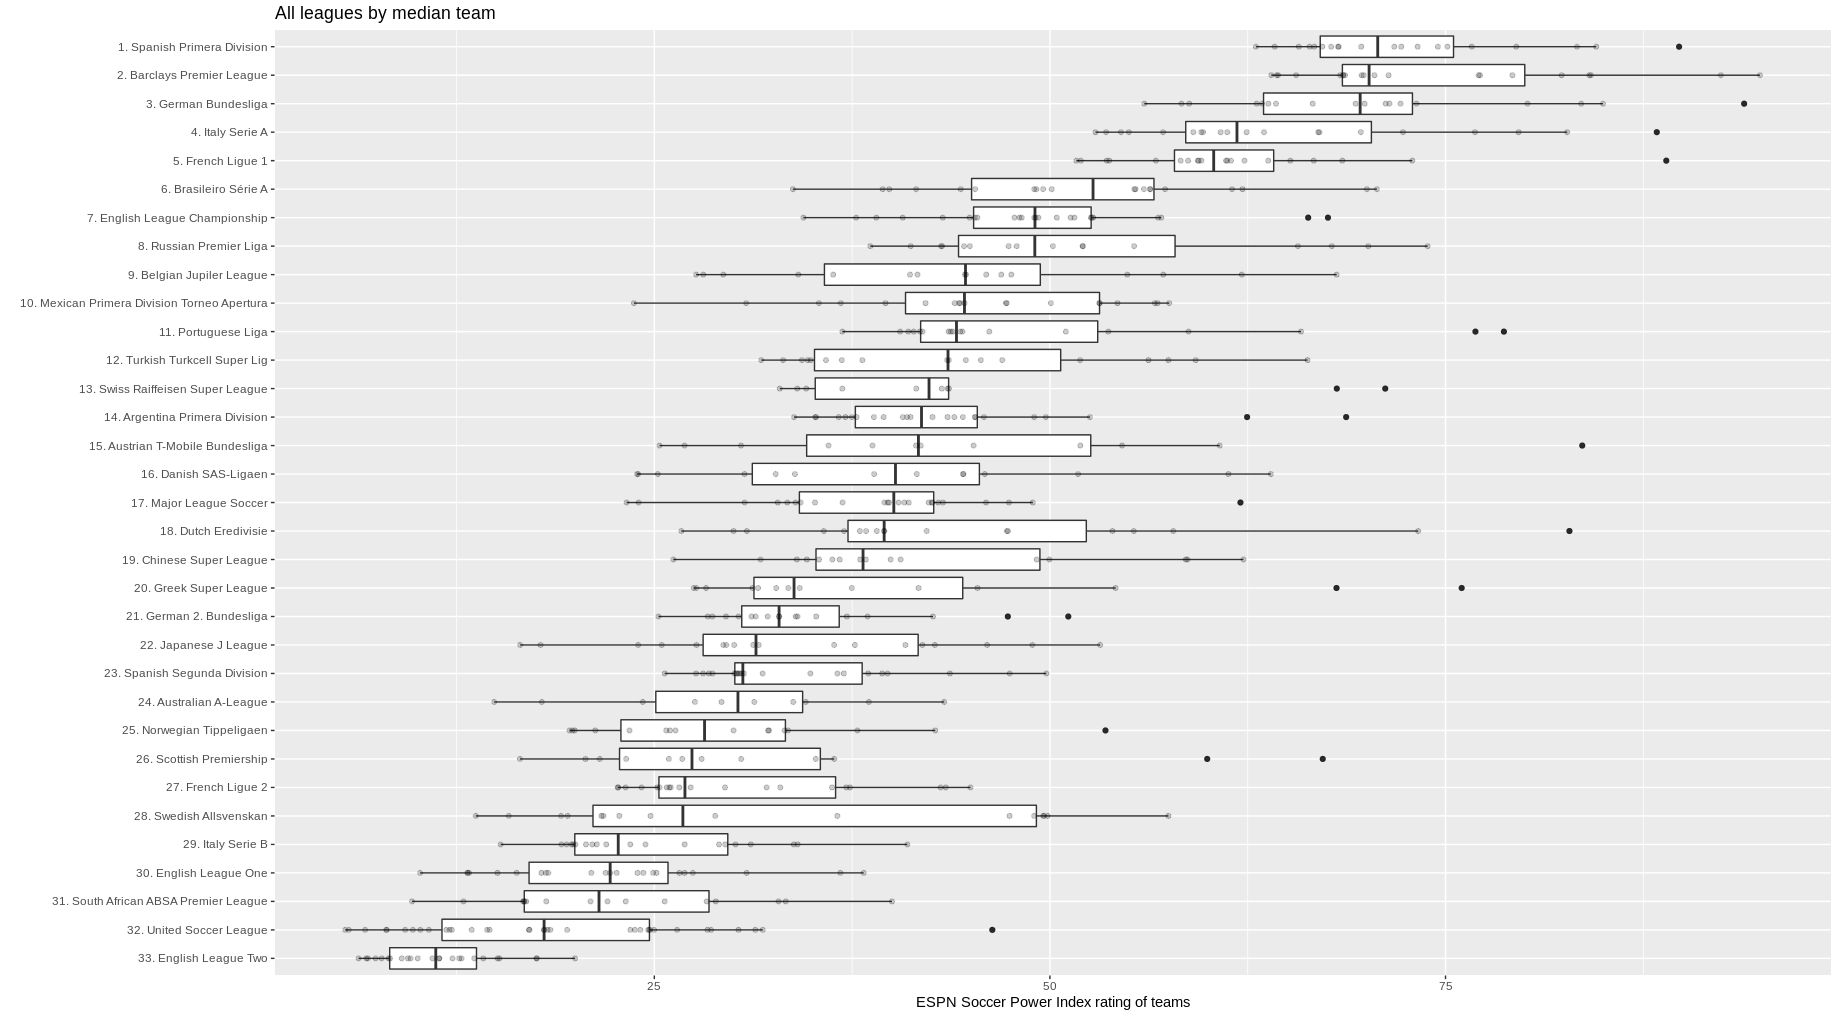 All leagues by median team
1. Spanish Primera Division
2. Barclays Premier League
3. German Bundesliga
4. Italy Serie A
5. French Ligue 1
6. Brasileiro Série A
7. English League Championship
8. Russian Premier Liga
9. Belgian Jupiler League
10. Mexican Primera Division Torneo Apertura
11. Portuguese Liga
12. Turkish Turkcell Super Lig
13. Swiss Raiffeisen Super League
14. Argentina Primera Division
15. Austrian T-Mobile Bundesliga
16. Danish SAS-Ligaen
17. Major League Soccer
18. Dutch Eredivisie
19. Chinese Super League
20. Greek Super League
21. German 2. Bundesliga
22. Japanese J League
23. Spanish Segunda Division
24. Australian A-League
25. Norwegian Tippeligaen
26. Scottish Premiership
27. French Ligue 2
28. Swedish Allsvenskan
29. Italy Serie B
30. English League One
31. South African ABSA Premier League
32. United Soccer League
33. English League Two
25 50 75
ESPN Soccer Power Index rating of teams